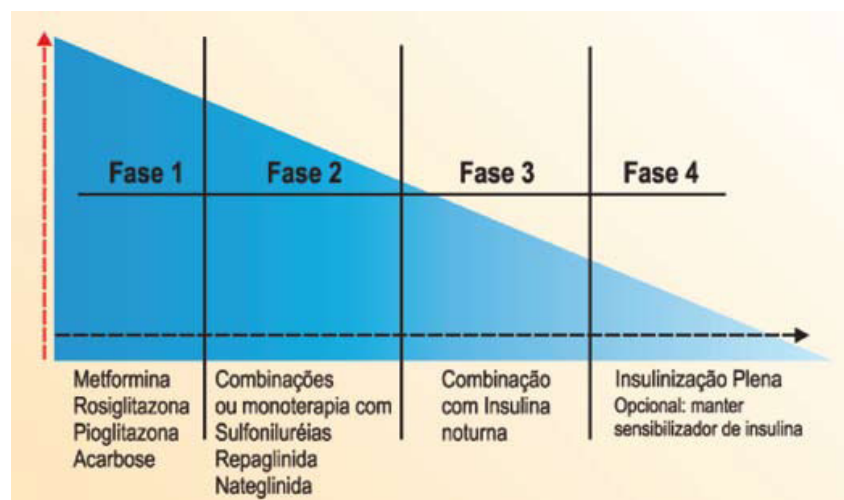 Fase 1
Fase 2
Fase 3
Fase 4
Metformina
Rosiglitazona
Pioglitazona
Acarbose
Combinações
ou monoterapia com
Sulfoniluréias
Repaglinida
Nateglinida
Combinação
com Insulina
noturna
Insulinização Plena
Opcional: manter
sensibilizador de insulina